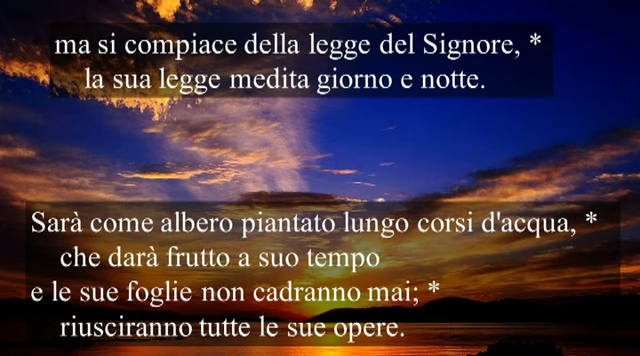 ma si compiace della legge del Signore, *
la sua legge medita giorno e notte.
Sarà come albero piantato lungo corsi d'acqua, *
che darà frutto a suo tempo
e le sue foglie non cadranno mai; *
riusciranno tutte le sue opere.